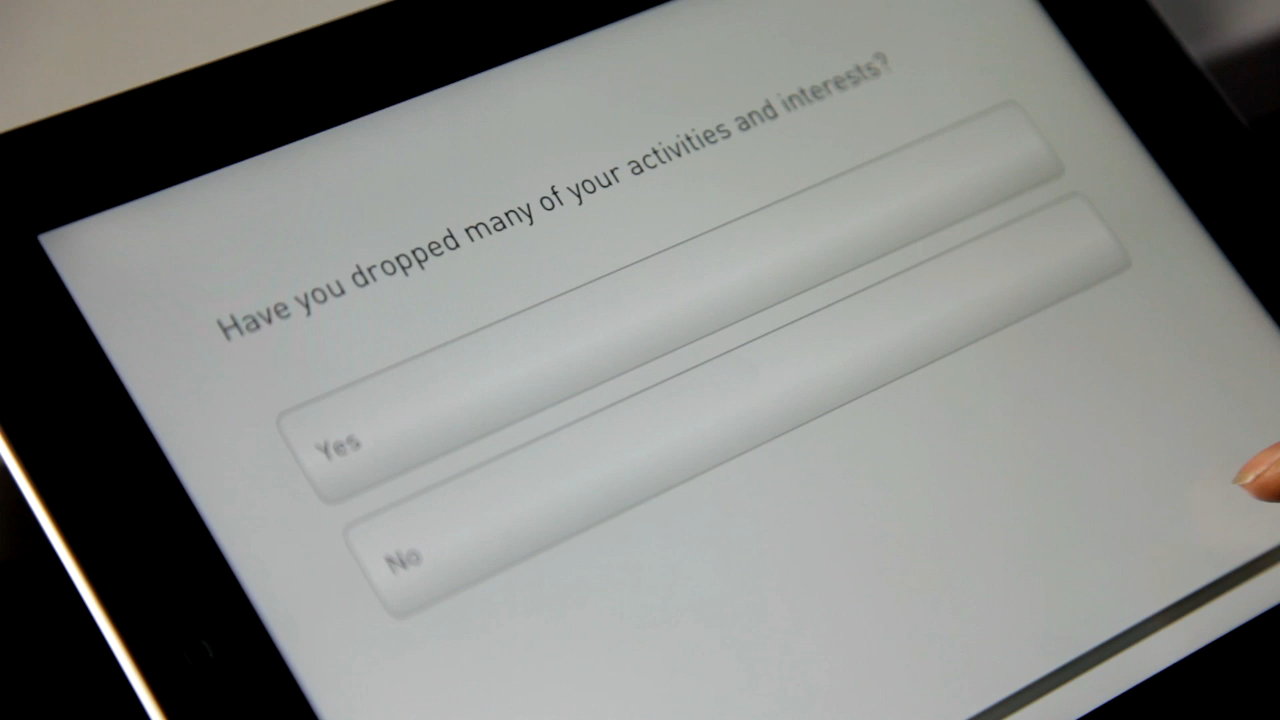 Have you dropped many of your activities and interests?
Yes
No